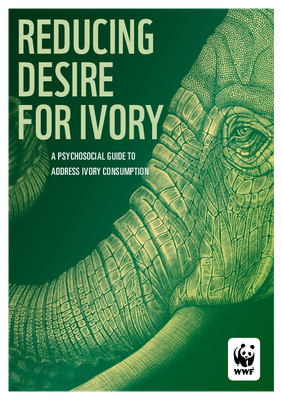 REDUCING
DESIRE
FOR IVORY
A PSYCHOSOCIAL GUIDE TO
ADDRESS IVORY CONSUMPTION
WWF